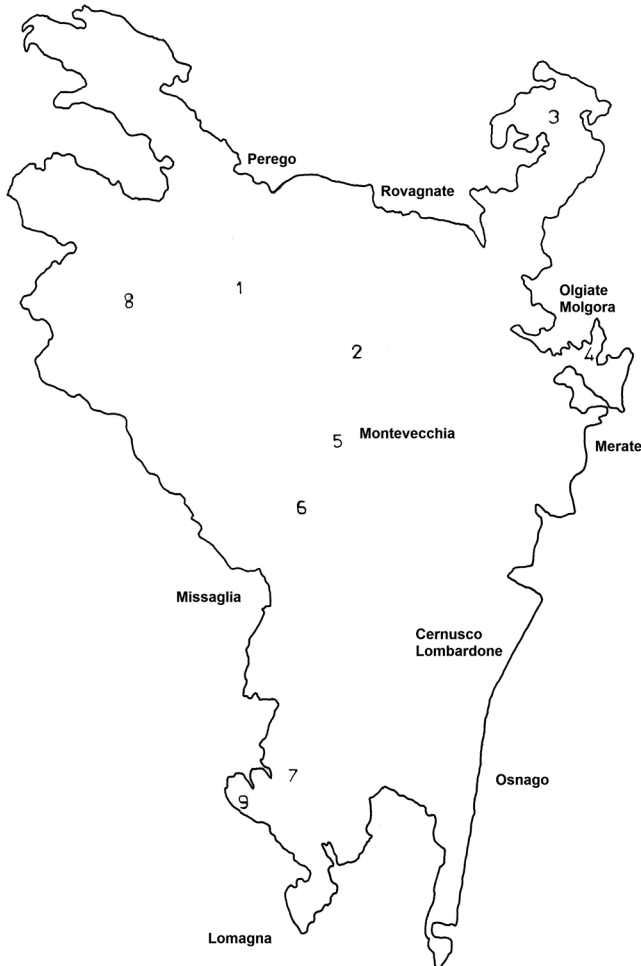 3
Perego
Rovagnate
1
8
Olgiate
Molgora
2
4
5
Montevecchia
Merate
6
Missaglia
Cernusco
Lombardone
7
Osnago
9
Lomagna